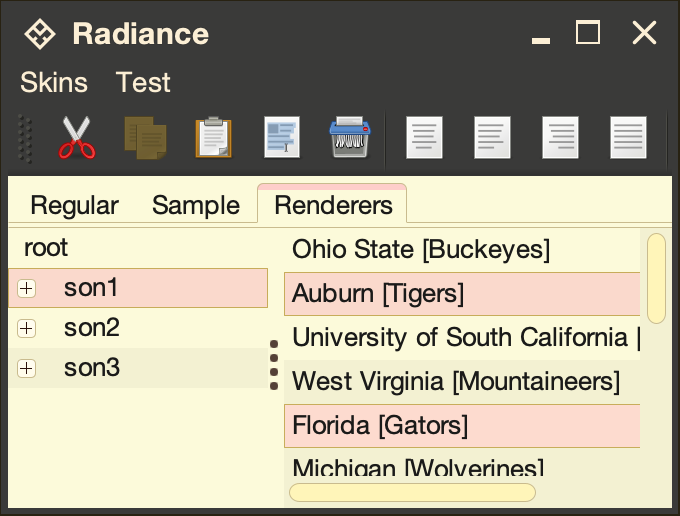 Radiance
Skins Test
Regular Sample Renderers
root
son1
son2
son3
Ohio State [Buckeyes]
Auburn [Tigers]
University of South California [
West Virginia [Mountaineers]
Florida [Gators]
Michigan [Wolverines]